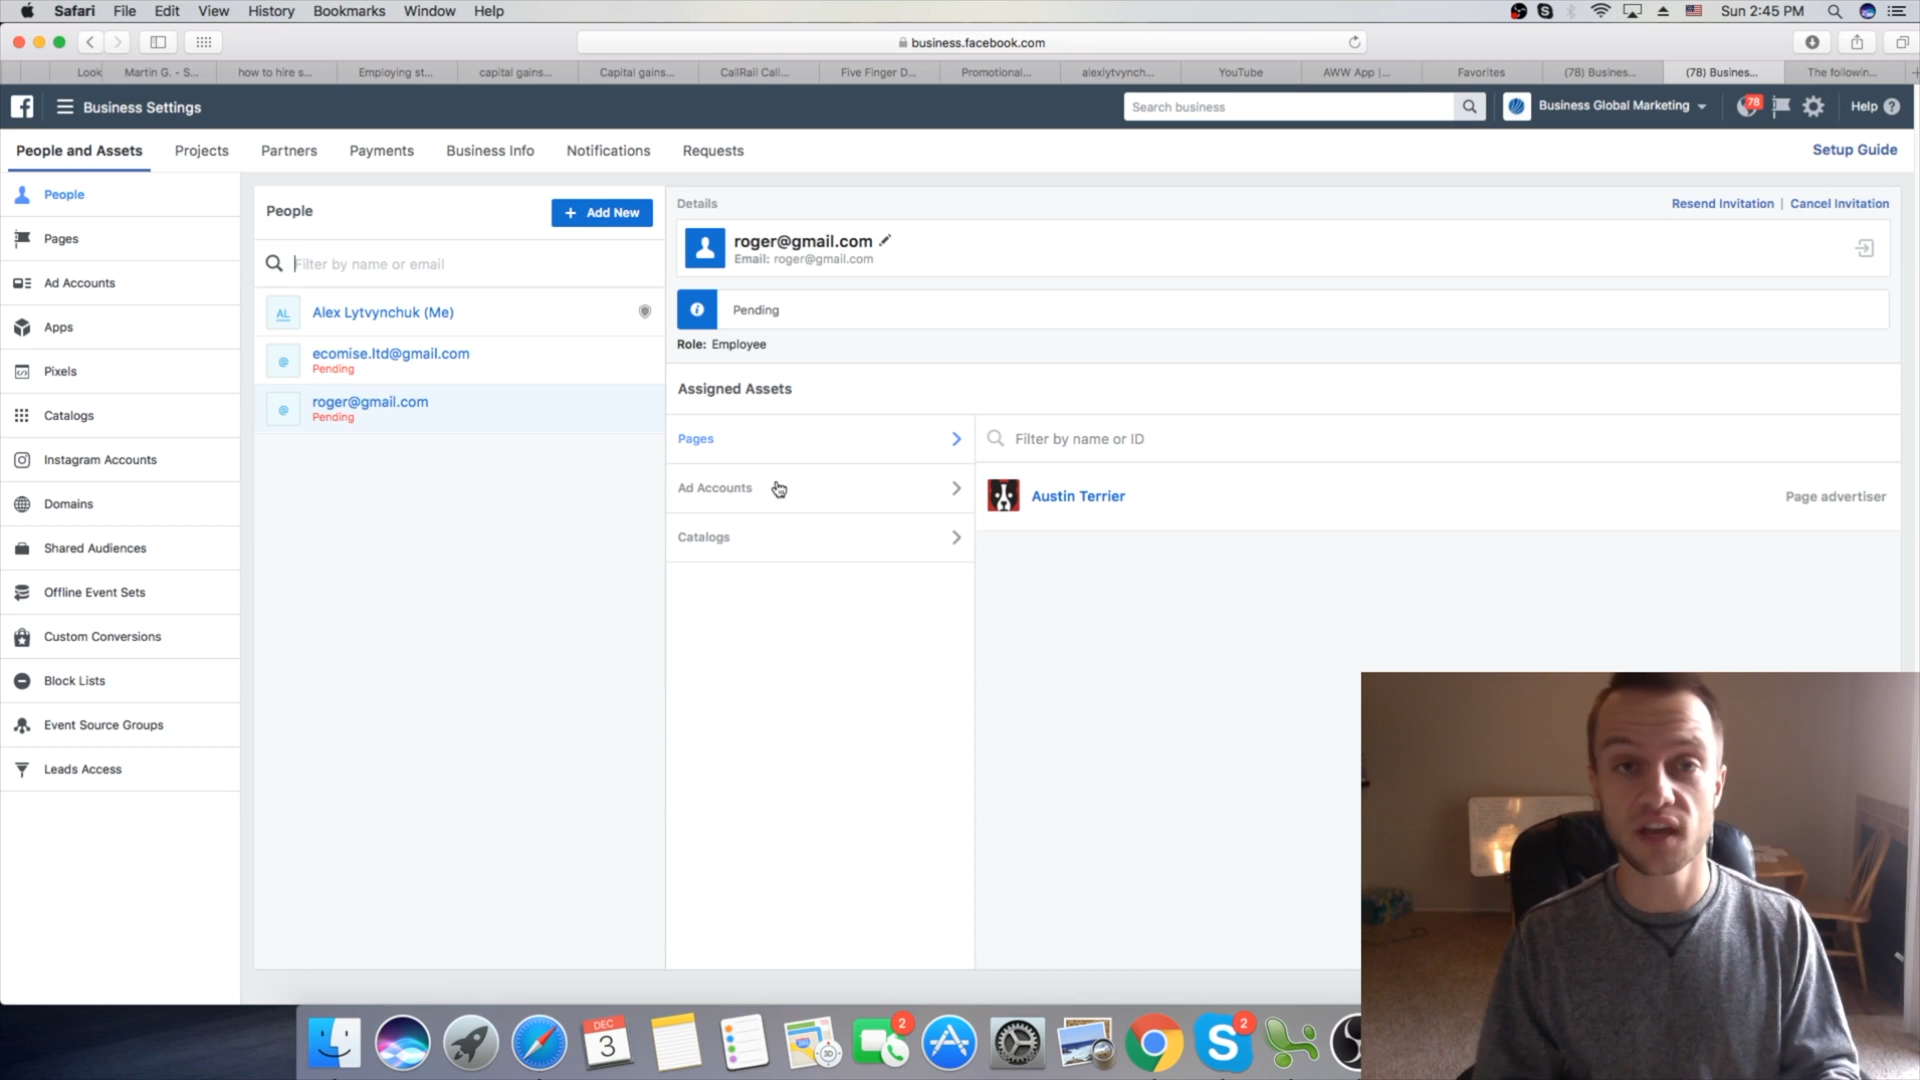 Safari File Edit View History Bookmarks Window Help Sun 2:45 PM
business.facebook.com
Look Martin G. - S... how to hire s... Employing st... capital gains... Capital gains... CallRail Call... Five Finger D... Promotional... alexlytvynch... YouTube AWW App |... Favorites (78) Busines... (78) Busines... The followin...
Business Settings Search business Business Global Marketing 78 Help
People and Assets Projects Partners Payments Business Info Notifications Requests Setup Guide
People
Pages
Ad Accounts
Apps
Pixels
Catalogs
Instagram Accounts
Domains
Shared Audiences
Offline Event Sets
Custom Conversions
Block Lists
Event Source Groups
Leads Access
People + Add New
Filter by name or email
AL Alex Lytvynchuk (Me)
@ ecomise.ltd@gmail.com
Pending
@ roger@gmail.com
Pending
Details Resend Invitation | Cancel Invitation
roger@gmail.com
Email: roger@gmail.com
Pending
Role: Employee
Assigned Assets
Pages
Ad Accounts
Catalogs
Filter by name or ID
Austin Terrier Page advertiser
DEC
3
3D
2
2